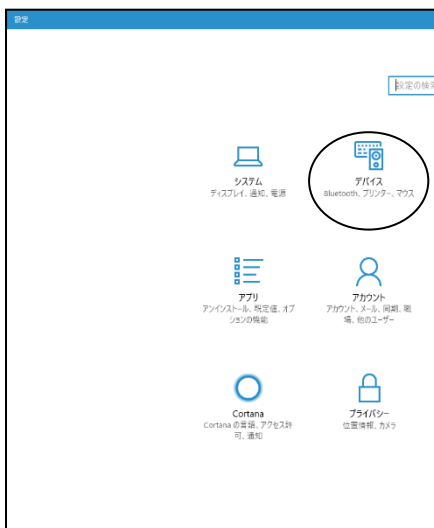 設定
設定の検索
システム
デバイス
ディスプレイ、通知、電源
Bluetooth、プリンター、マウス
アプリ
アカウント
アンインストール、既定値、オプ
ションの機能
アカウント、メール、同期、職
場、他のユーザー
Cortana
プライバシー
Cortana の言語、アクセス許
可、通知
位置情報、カメラ